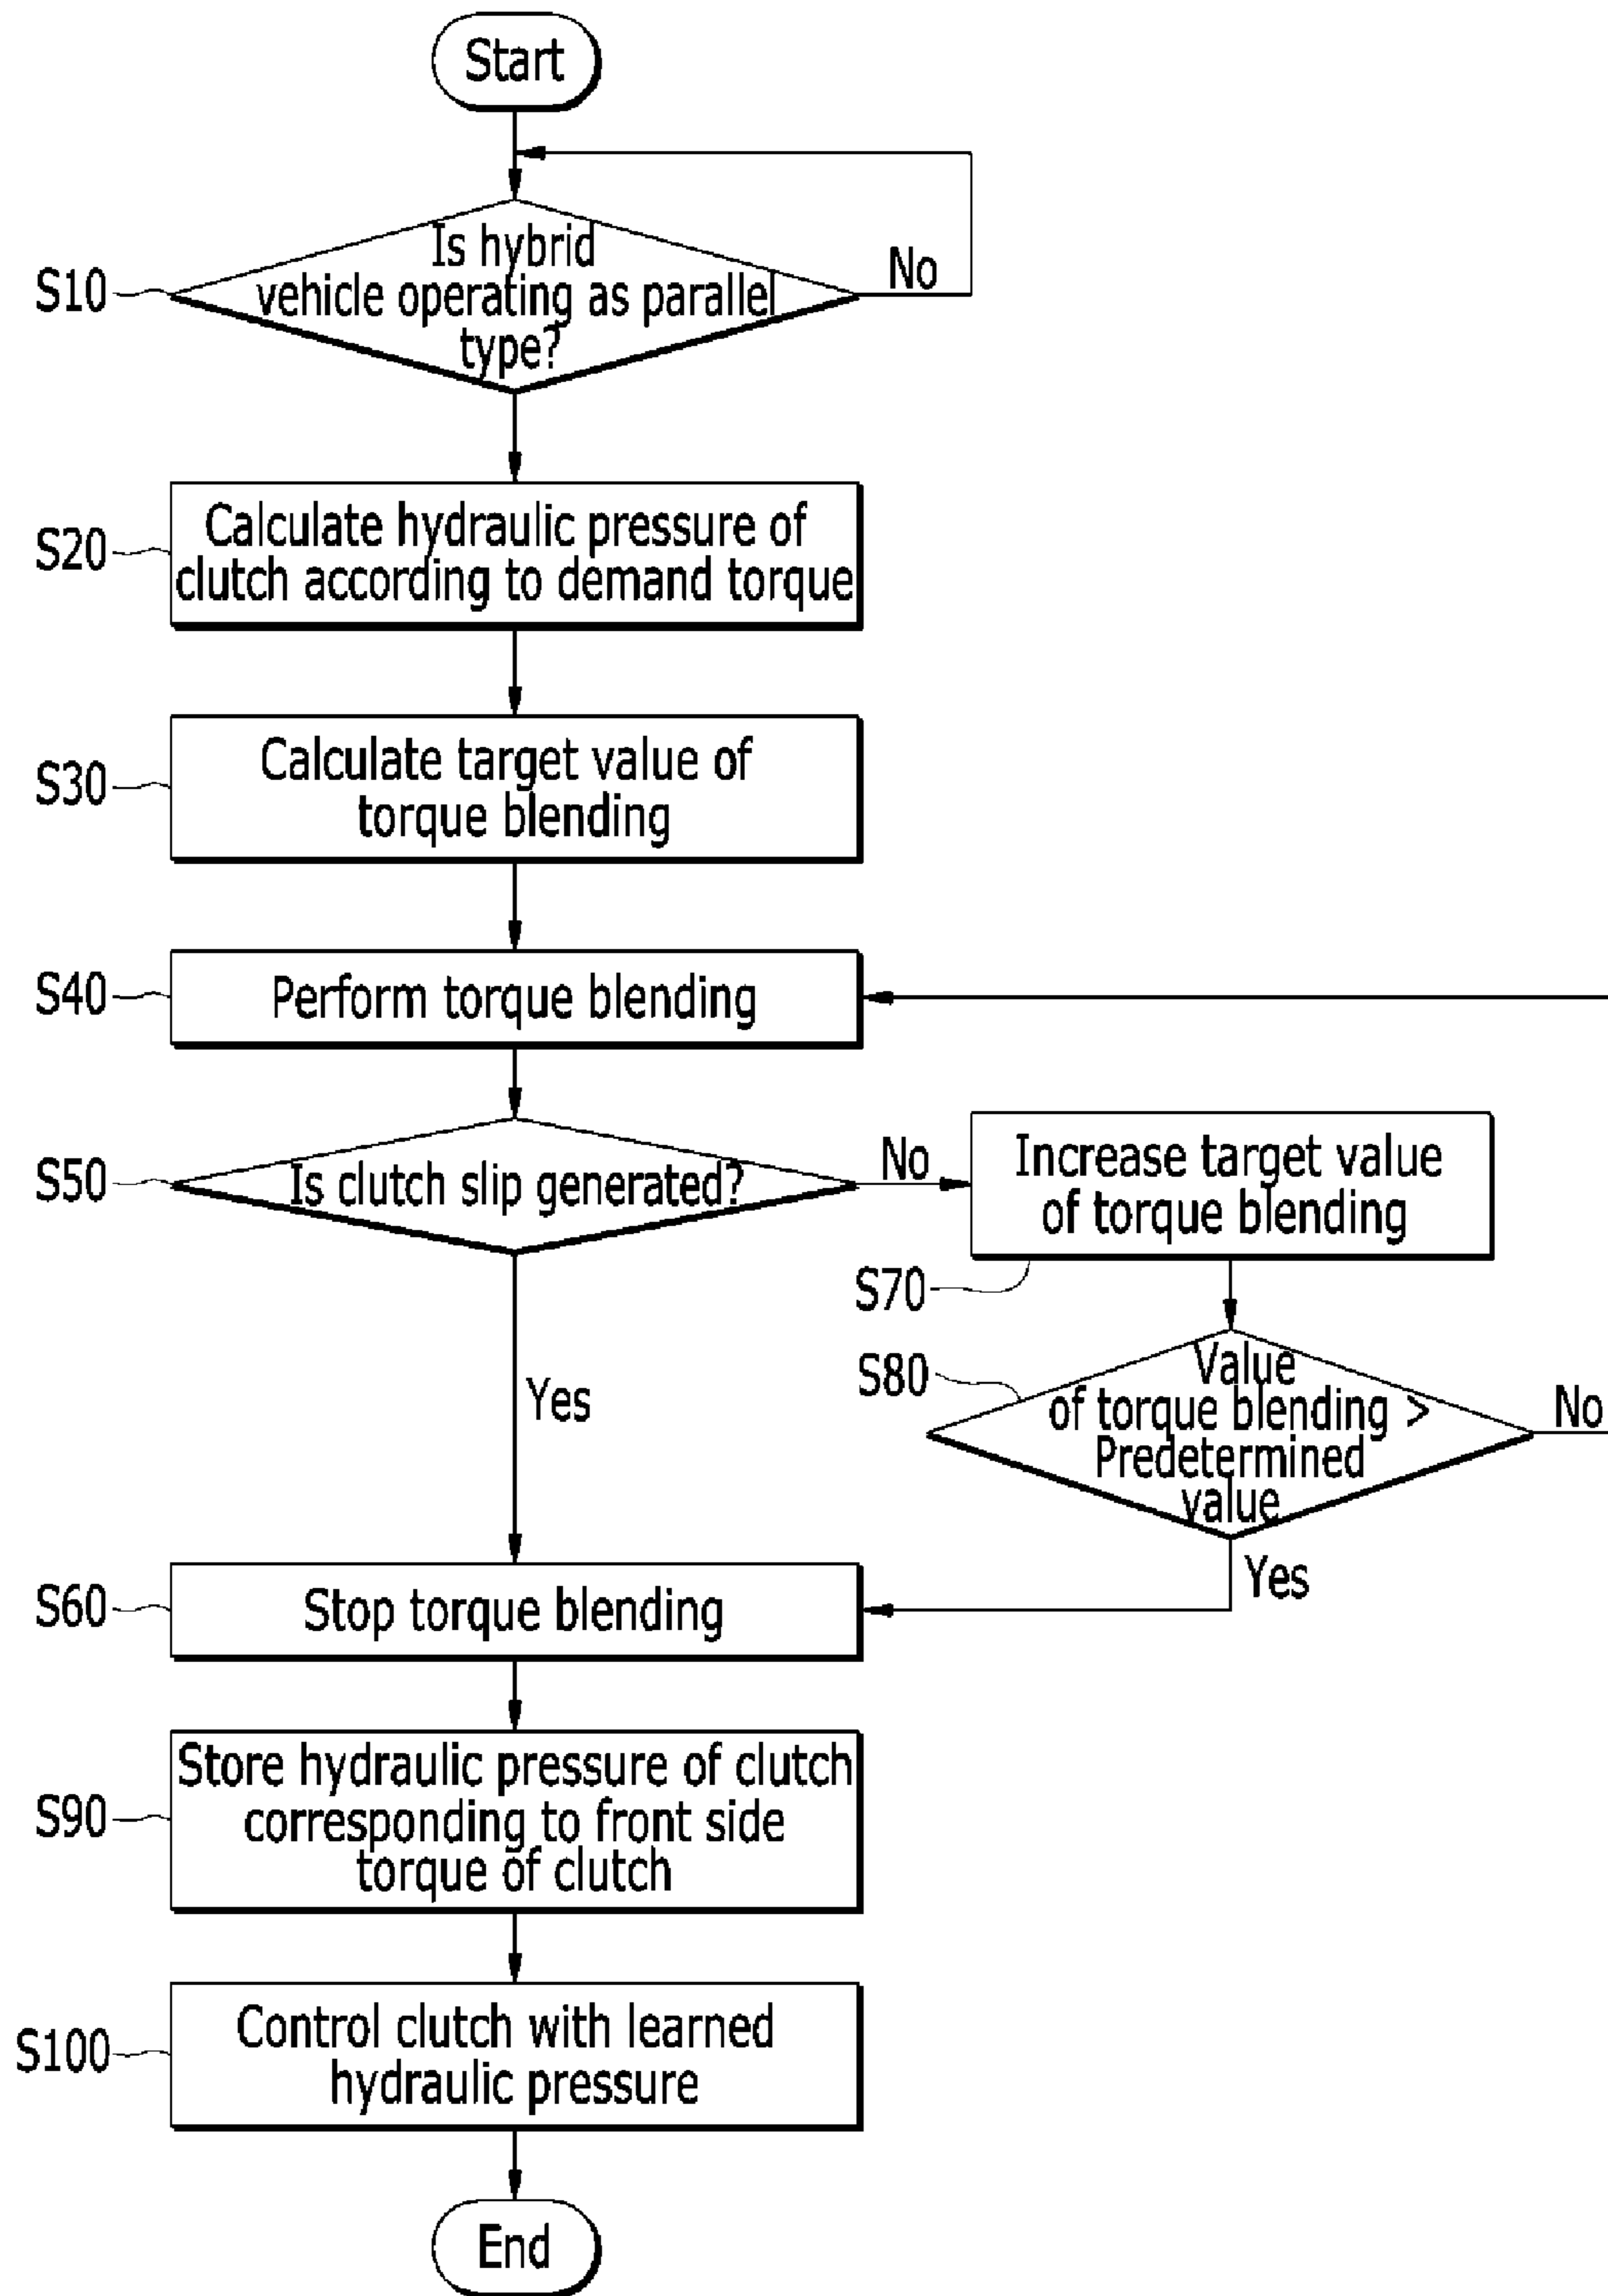 Start
Is hybrid
vehicle operating as parallel
type?
No
S10
Calculate hydraulic pressure of
clutch according to demand torque
S20
Calculate target value of
torque blending
S30
Perform torque blending
S40
Is clutch slip generated?
S50
No
Yes
Increase target value
of torque blending
S70
Value
of torque blending >
Predetermined
value
S80
No
Yes
Stop torque blending
S60
Store hydraulic pressure of clutch
corresponding to front side
torque of clutch
S90
Control clutch with learned
hydraulic pressure
S100
End